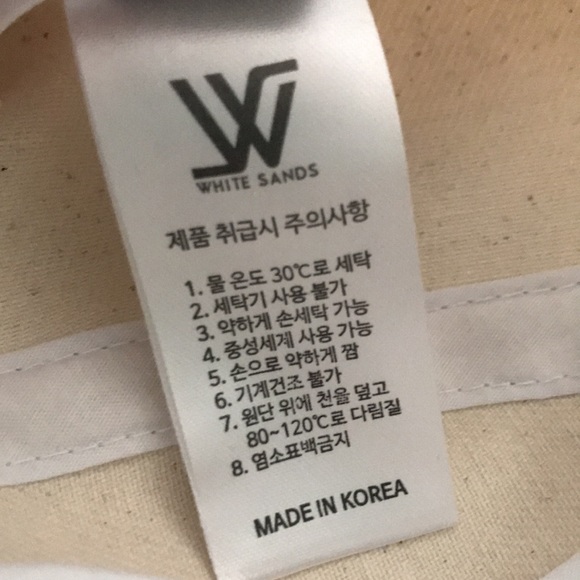 WHITE SANDS
제품 취급시 주의사항
1. 물 온도 30℃로 세탁
2. 세탁기 사용 불가
3. 약하게 손세탁 가능
4. 중성세제 사용 가능
5. 손으로 약하게 짬
6. 기계건조 불가
7. 원단 위에 천을 덮고
80~120℃로 다림질
8. 염소표백금지
MADE IN KOREA